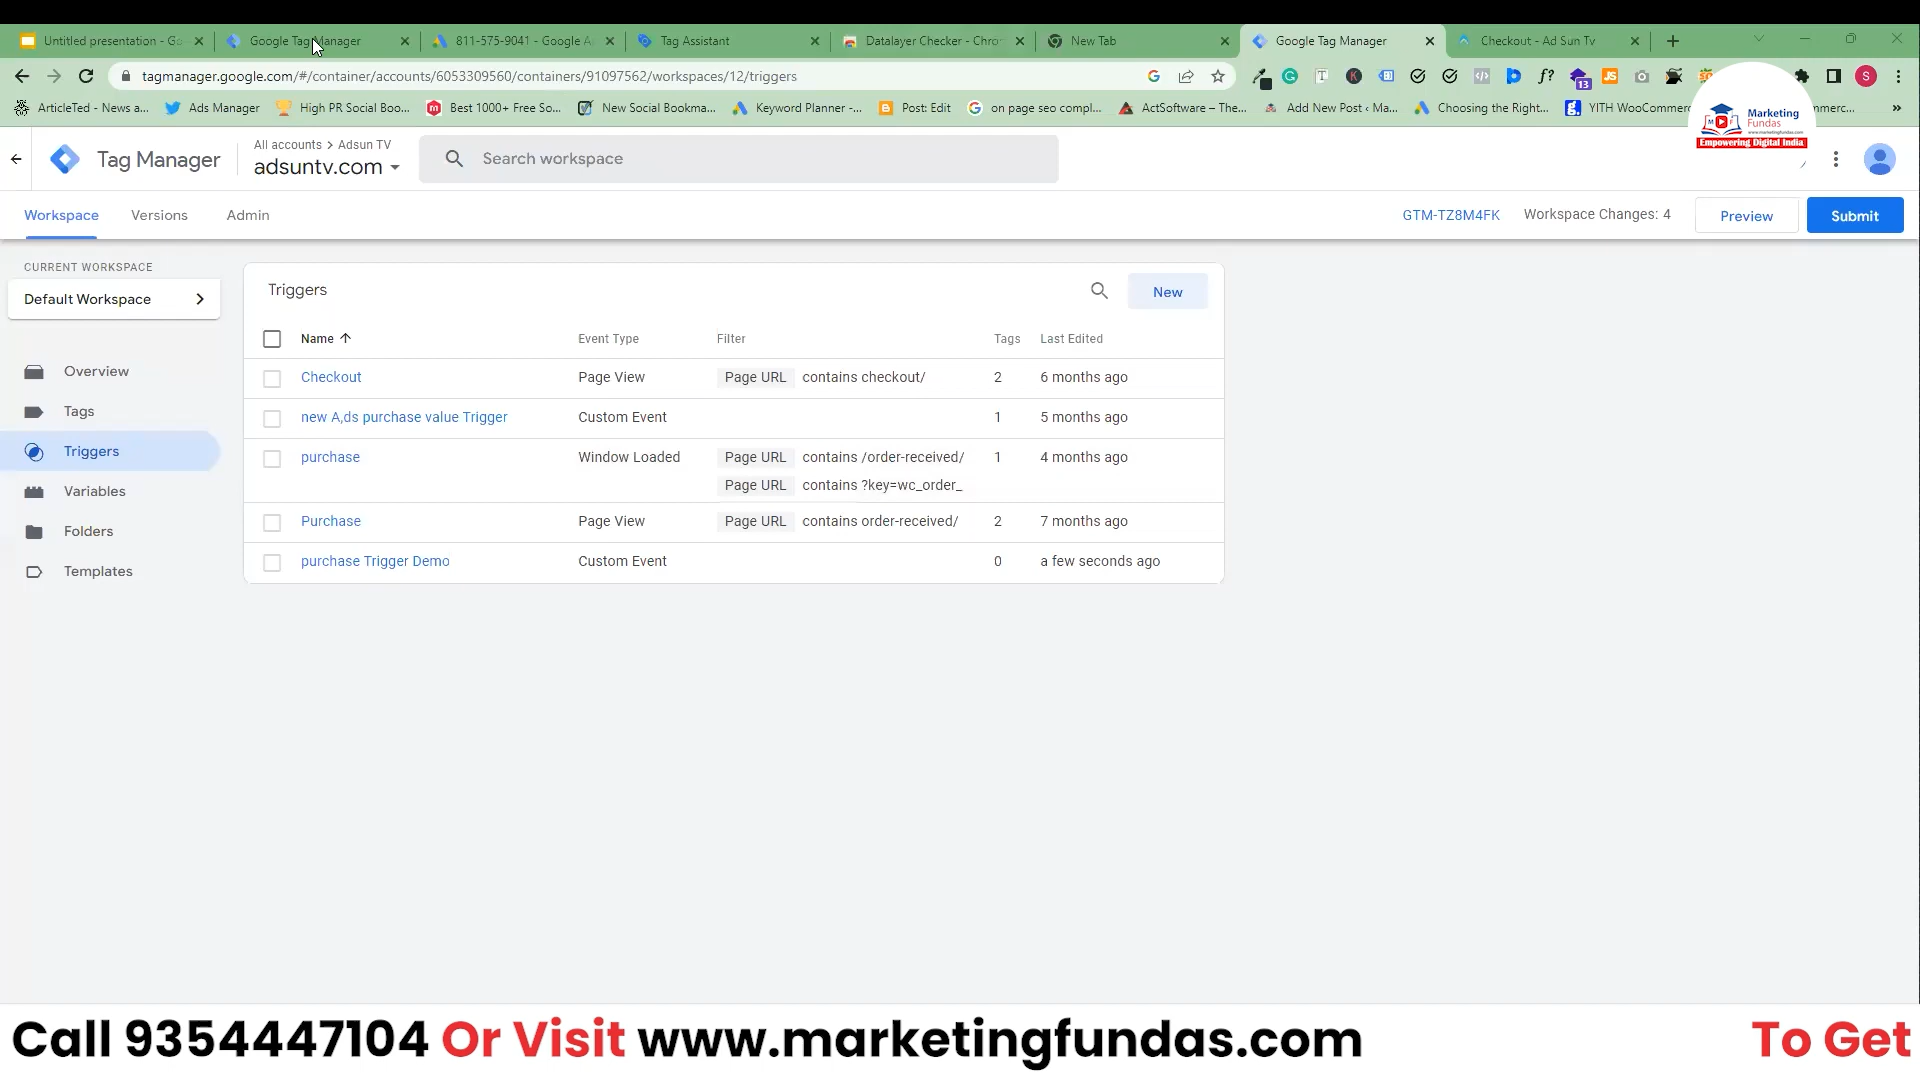 Untitled presentation - Go
Google Tag Manager
811-575-9041 - Google A
Tag Assistant
Datalayer Checker - Chro
New Tab
Google Tag Manager
Checkout - Ad Sun Tv
tagmanager.google.com/#/container/accounts/6053309560/containers/91097562/workspaces/12/triggers
13
S
ArticleTed - News a...
Ads Manager
High PR Social Boo...
Best 1000+ Free So...
New Social Bookma...
Keyword Planner -...
Post: Edit
on page seo compl...
ActSoftware – The...
Add New Post ‹ Ma...
Choosing the Right...
YITH WooCommerc
mmerc...
»
Marketing
Fundas
www.marketingfundas.com
Empowering Digital India
Tag Manager
All accounts > Adsun TV
adsuntv.com
Search workspace
Workspace
Versions
Admin
GTM-TZ8M4FK
Workspace Changes: 4
Preview
Submit
CURRENT WORKSPACE
Default Workspace
Overview
Tags
Triggers
Variables
Folders
Templates
Triggers
New
Name Event Type Filter Tags Last Edited
Checkout Page View Page URL contains checkout/ 2 6 months ago
new A,ds purchase value Trigger Custom Event 1 5 months ago
purchase Window Loaded Page URL contains /order-received/ 1 4 months ago
Page URL contains ?key=wc_order_
Purchase Page View Page URL contains order-received/ 2 7 months ago
purchase Trigger Demo Custom Event 0 a few seconds ago
Call 9354447104 Or Visit www.marketingfundas.com To Get